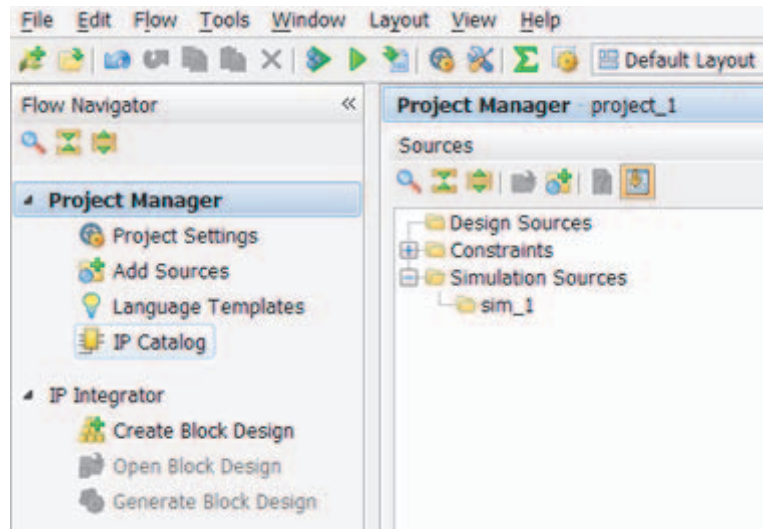 File Edit Flow Tools Window Layout View Help
Default Layout
Flow Navigator «
Project Manager - project_1
Sources
Project Manager
Project Settings
Add Sources
Language Templates
IP Catalog
Design Sources
Constraints
Simulation Sources
sim_1
IP Integrator
Create Block Design
Open Block Design
Generate Block Design